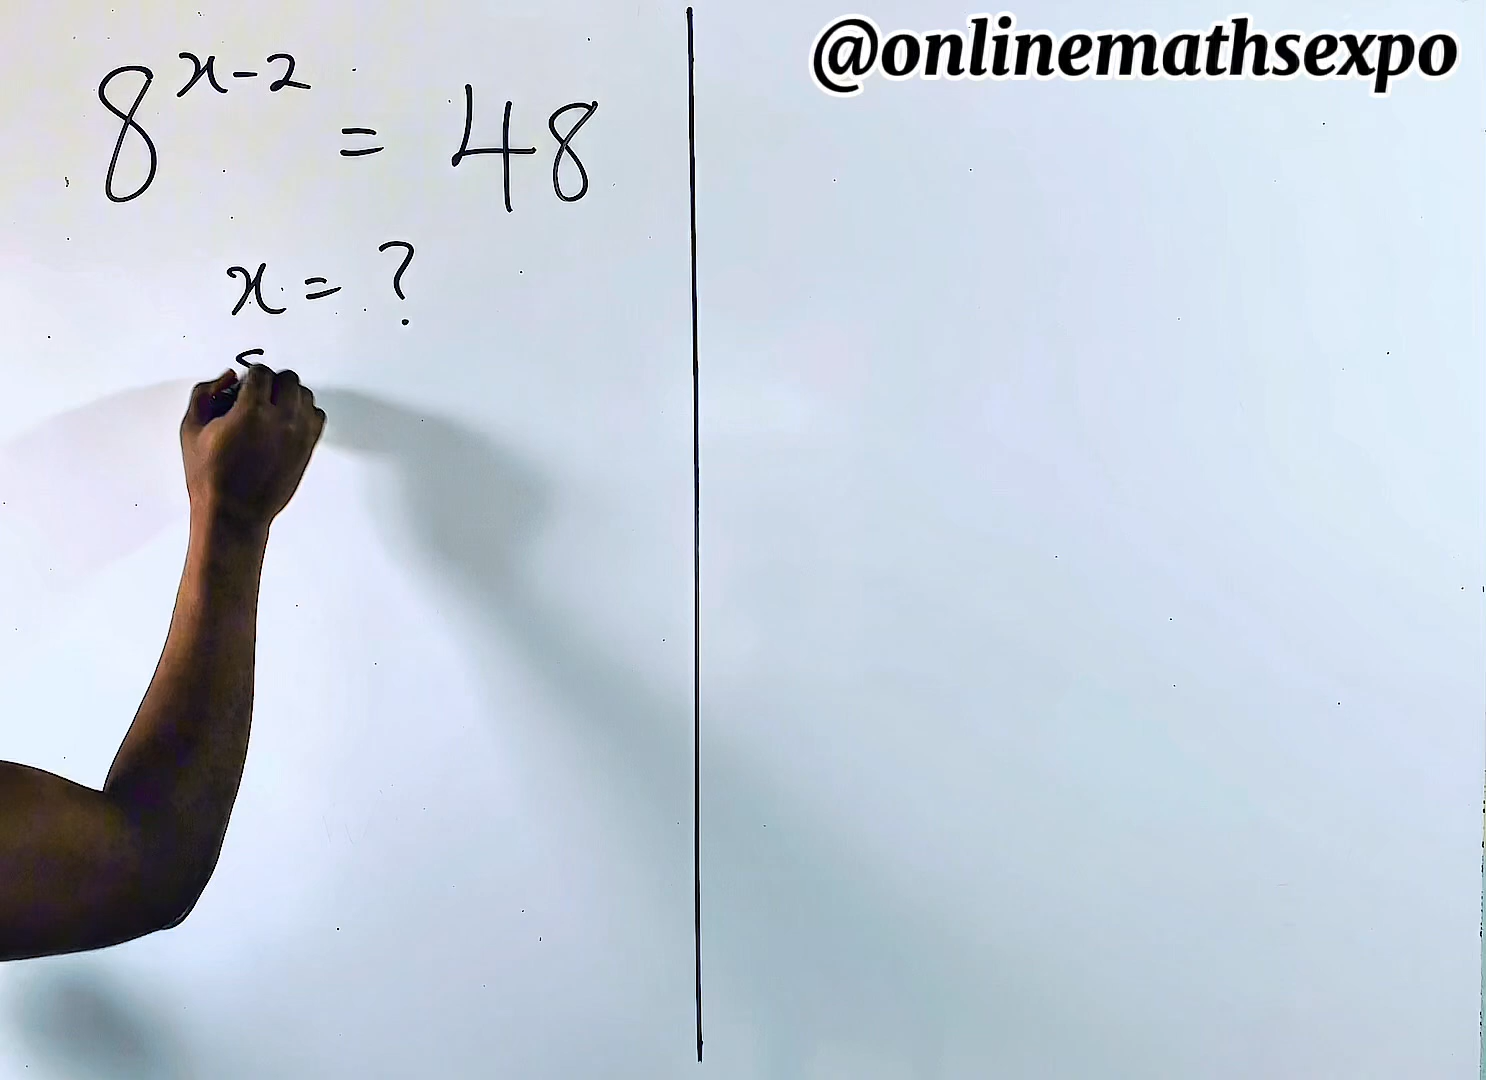 @onlinemathsexpo
8^{x-2} = 48
x = ?